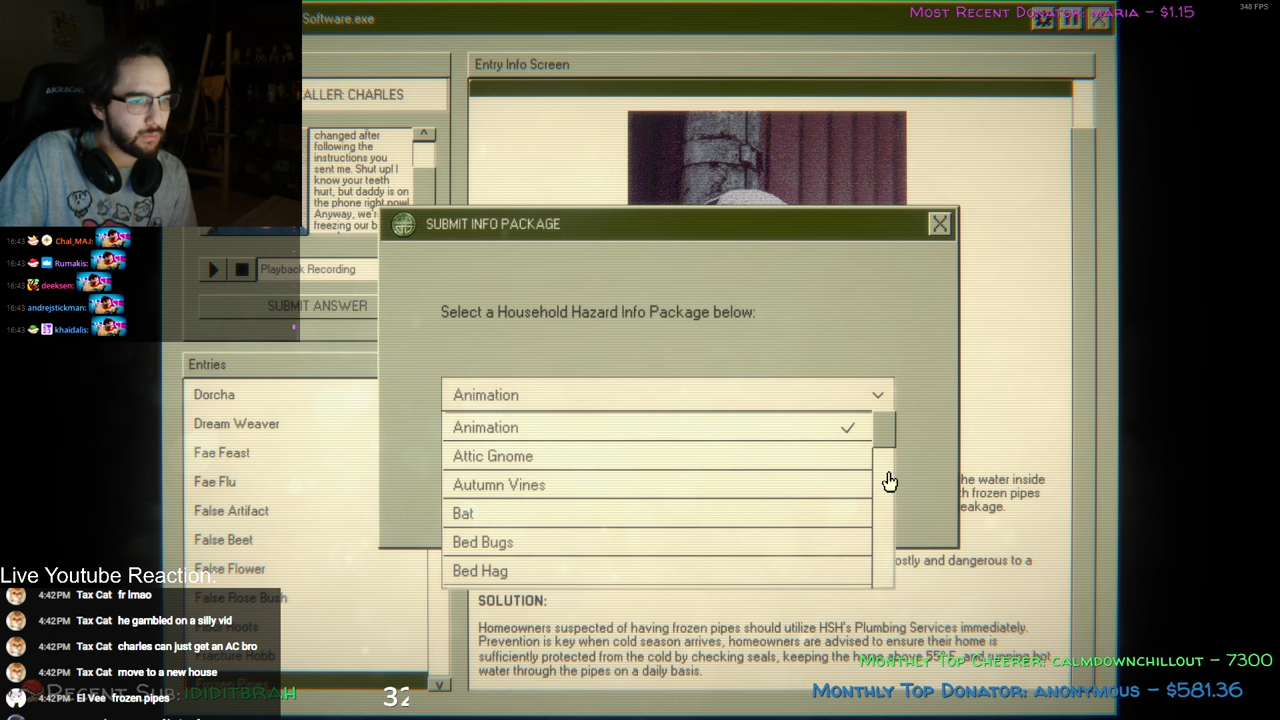 Software.exe
MOST RECENT DONATOR: MARIA - $1.15
348 FPS
Entry Info Screen
ALLER: CHARLES
changed after
following the
instructions you
sent me. Shut up! I
know your teeth
hurt, but daddy is on
the phone right now!
Anyway, we'r
freezing our b
SUBMIT INFO PACKAGE
16:43 Chal_MAJ:
16:43 Rumakis:
16:43 deeksen:
16:43 andrejstickman:
16:43 khaidalis:
Playback Recording
SUBMIT ANSWER
Select a Household Hazard Info Package below:
Entries
Dorcha
Dream Weaver
Fae Feast
Fae Flu
False Artifact
False Beet
False Flower
False Rose Bush
Animation
Animation
Attic Gnome
Autumn Vines
Bat
Bed Bugs
Bed Hag
he water inside
h frozen pipes
eakage.
ostly and dangerous to a
SOLUTION:
Homeowners suspected of having frozen pipes should utilize HSH's Plumbing Services immediately.
Prevention is key when cold season arrives, homeowners are advised to ensure their home is
sufficiently protected from the cold by checking seals, keeping the home above 55°F, and running hot
water through the pipes on a daily basis.
Live Youtube Reaction:
4:42PM Tax Cat fr lmao
4:42PM Tax Cat he gambled on a silly vid
4:42PM Tax Cat charles can just get an AC bro
4:42PM Tax Cat move to a new house
4:42PM El Vee frozen pipes
RECENT SUB: IDIDITBRAH
32
MONTHLY TOP CHEERER: CALMDOWNCHILLOUT - 7300
MONTHLY TOP DONATOR: ANONYMOUS - $581.36